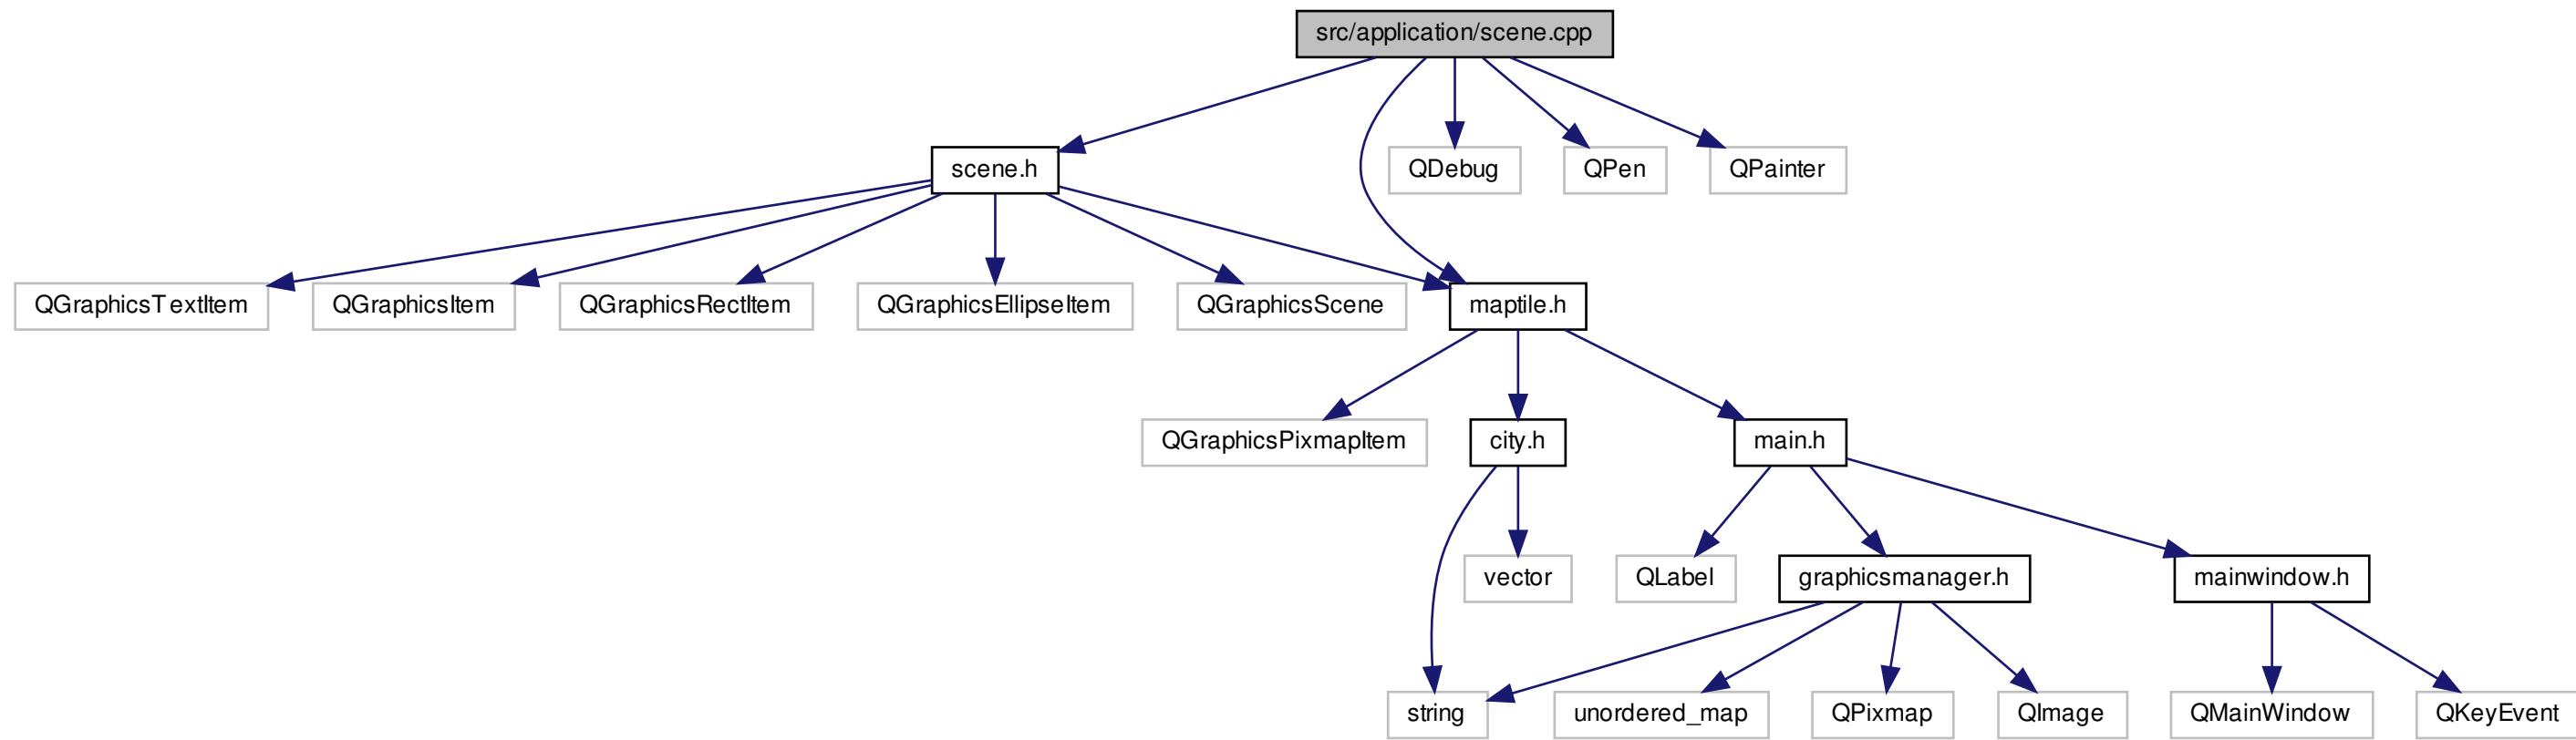 src/application/scene.cpp
scene.h
QDebug
QPen
QPainter
QGraphicsTextItem
QGraphicsItem
QGraphicsRectItem
QGraphicsEllipseItem
QGraphicsScene
maptile.h
QGraphicsPixmapItem
city.h
main.h
vector
QLabel
graphicsmanager.h
mainwindow.h
string
unordered_map
QPixmap
QImage
QMainWindow
QKeyEvent